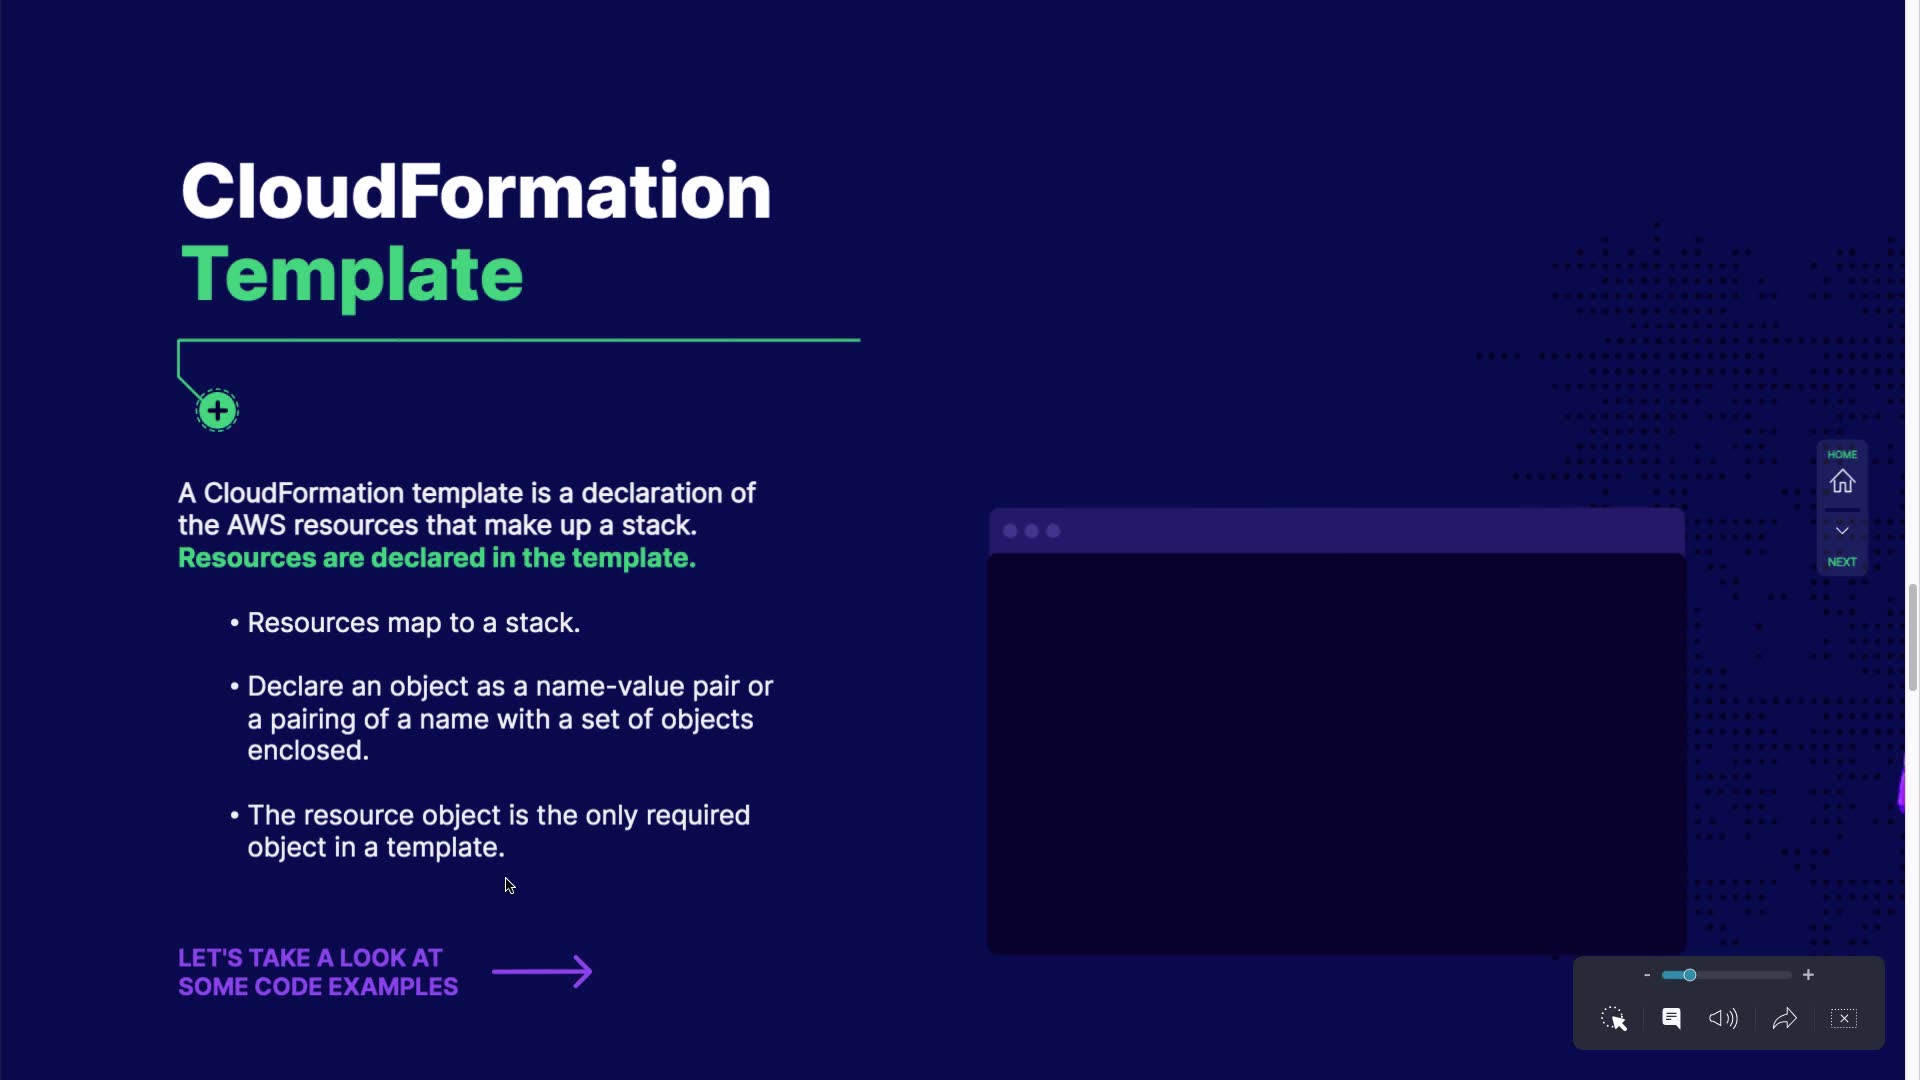 CloudFormation
Template
A CloudFormation template is a declaration of
the AWS resources that make up a stack.
Resources are declared in the template.
• Resources map to a stack.
• Declare an object as a name-value pair or
a pairing of a name with a set of objects
enclosed.
• The resource object is the only required
object in a template.
LET'S TAKE A LOOK AT
SOME CODE EXAMPLES
HOME
NEXT